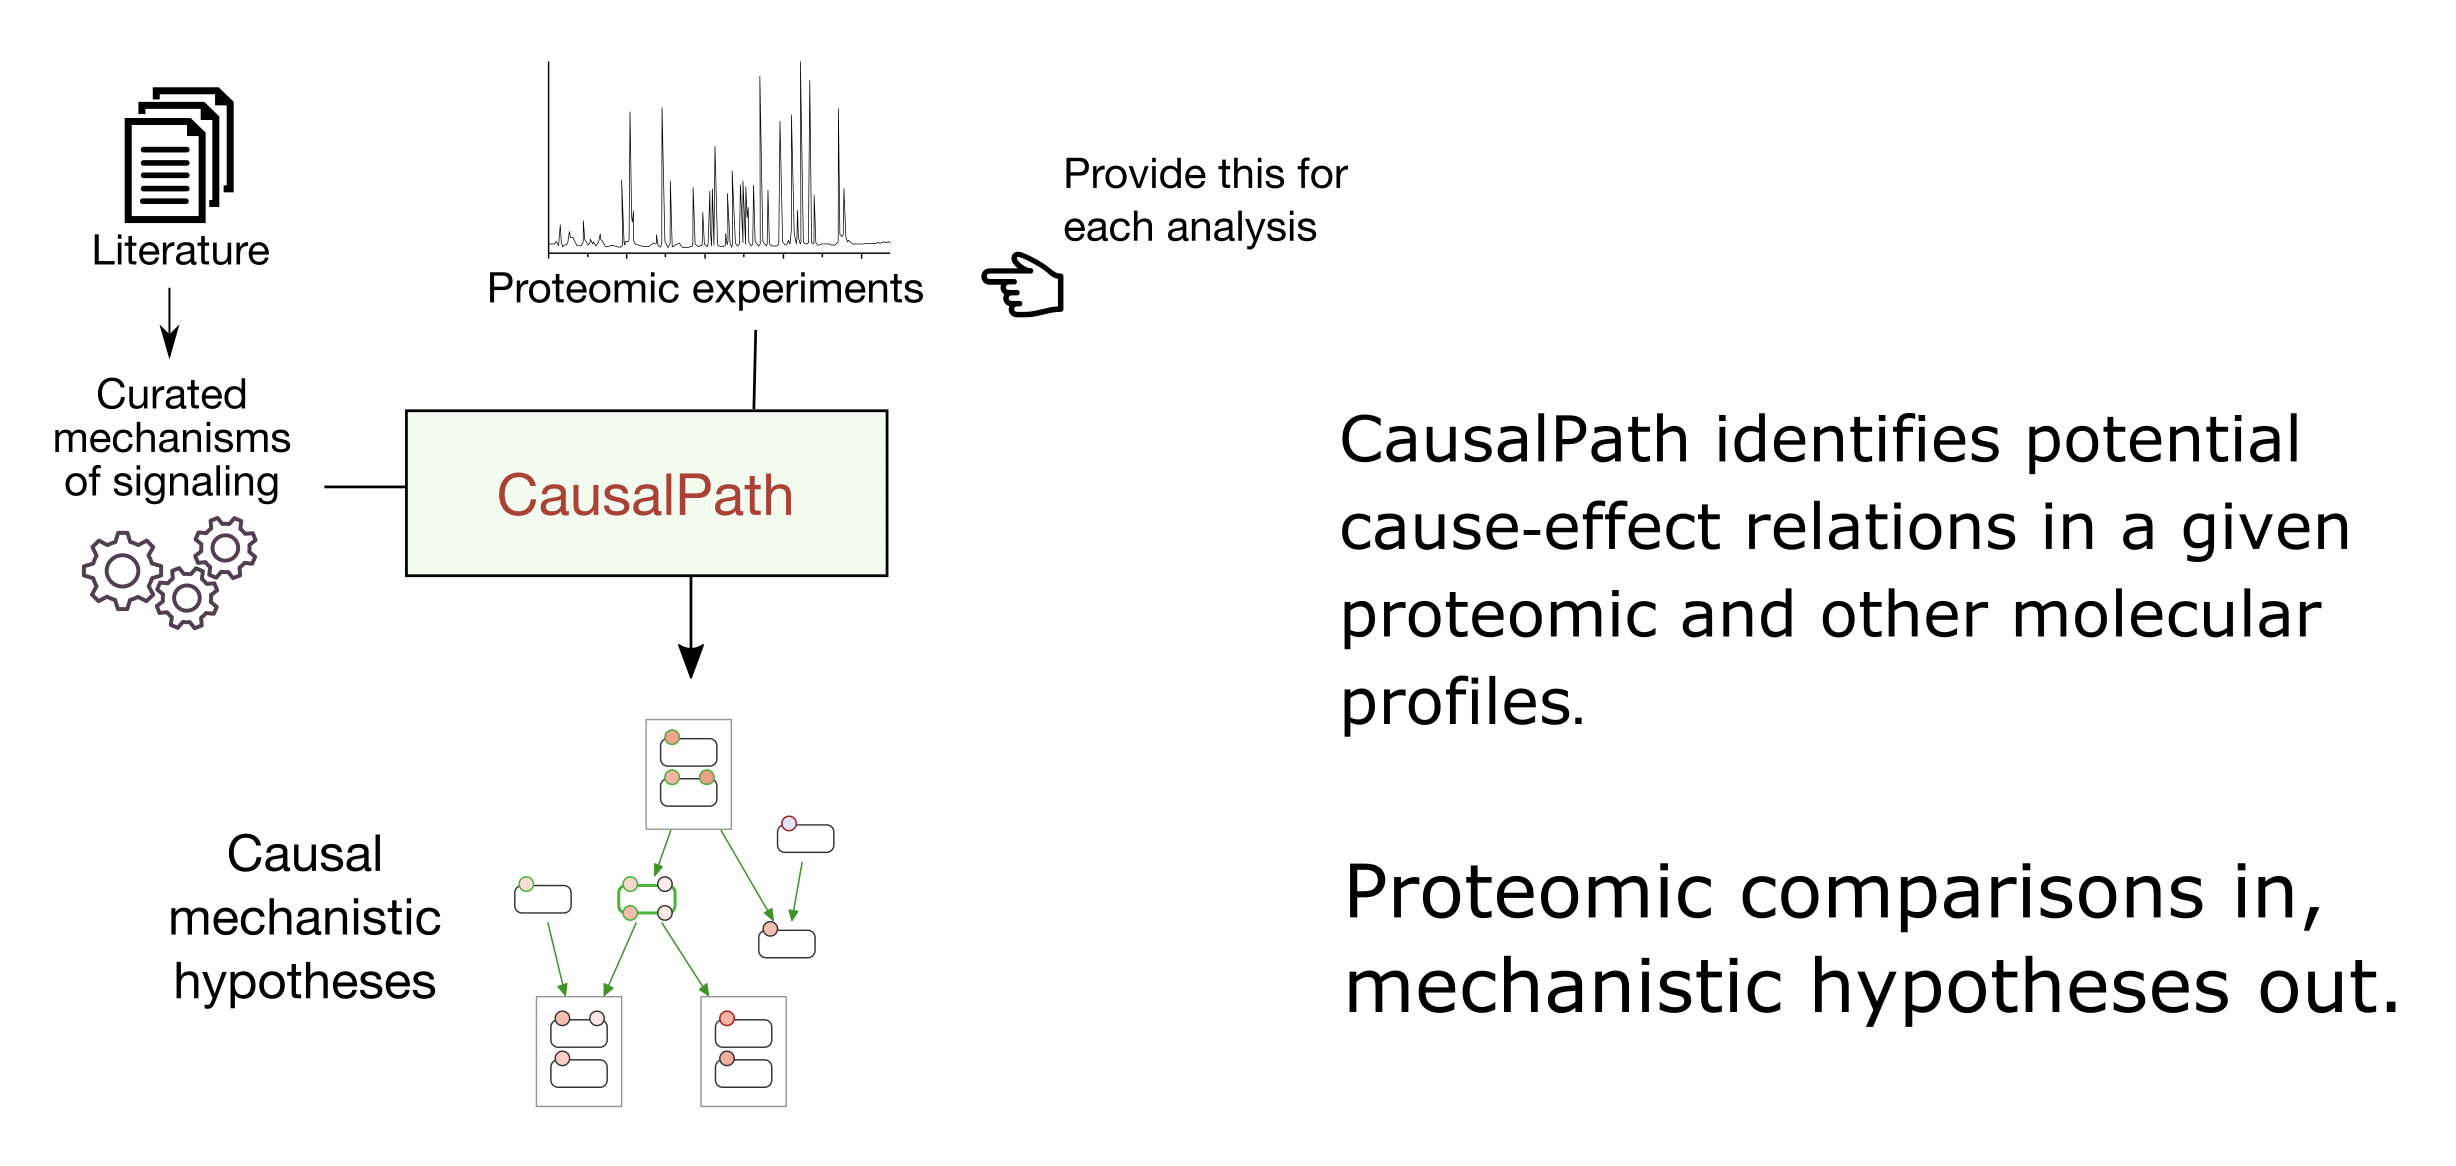 Literature
Proteomic experiments
Provide this for
each analysis
Curated
mechanisms
of signaling
CausalPath
Causal
mechanistic
hypotheses
CausalPath identifies potential
cause-effect relations in a given
proteomic and other molecular
profiles.
Proteomic comparisons in,
mechanistic hypotheses out.